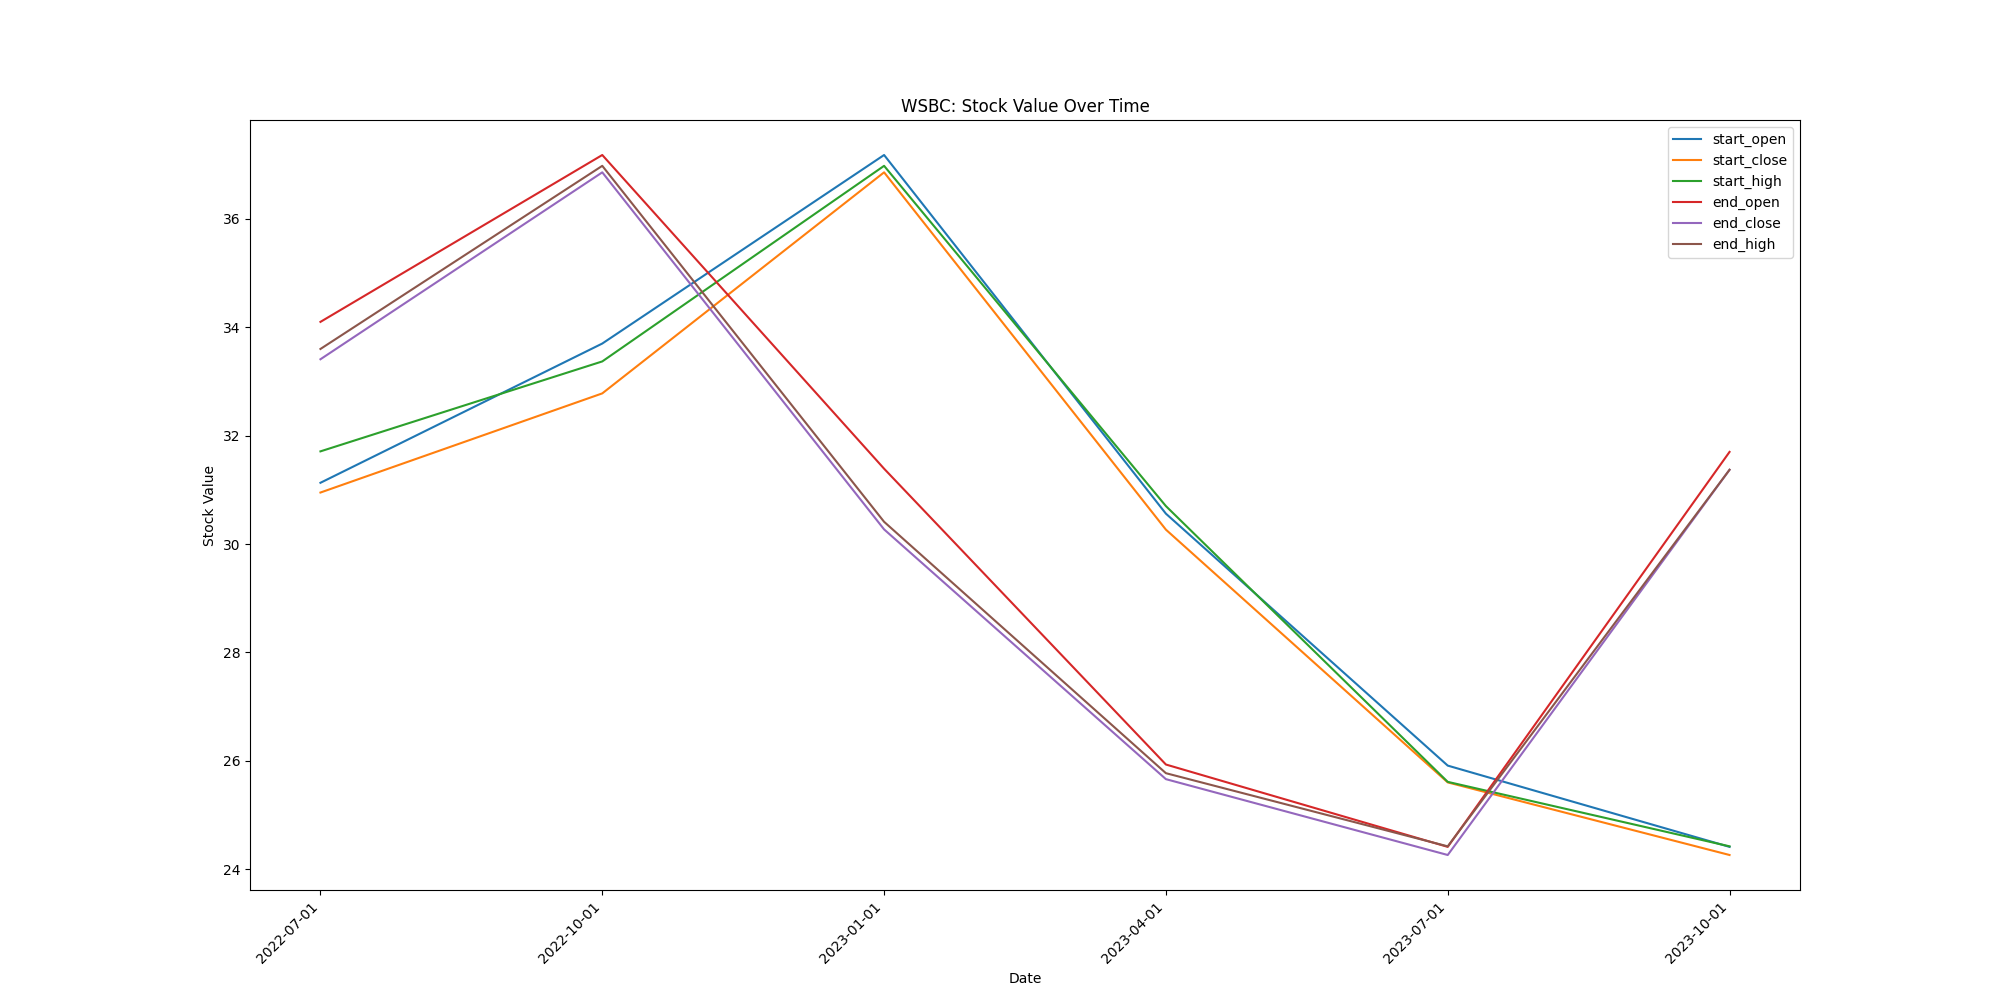 WSBC: Stock Value Over Time
start_open
start_close
start_high
end_open
end_close
end_high
Stock Value
36
34
32
30
28
26
24
2022-07-01
2022-10-01
2023-01-01
2023-04-01
2023-07-01
2023-10-01
Date